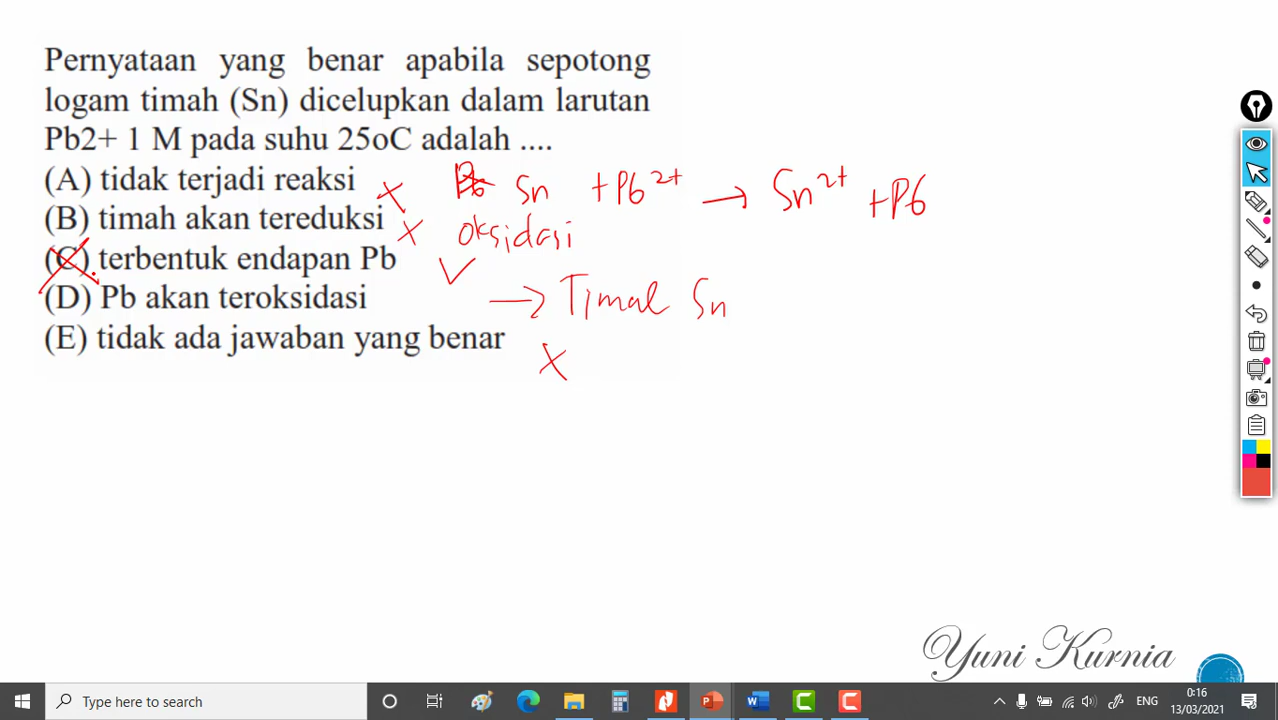 Pernyataan yang benar apabila sepotong
logam timah (Sn) dicelupkan dalam larutan
Pb2+ 1 M pada suhu 25oC adalah ....
(A) tidak terjadi reaksi
Sn + Pb2+ → Sn2+ + Pb
(B) timah akan tereduksi
oksidasi
(C) terbentuk endapan Pb
(D) Pb akan teroksidasi
→ Timal Sn
(E) tidak ada jawaban yang benar
Yuni Kurnia
Type here to search
ENG
0:16
13/03/2021